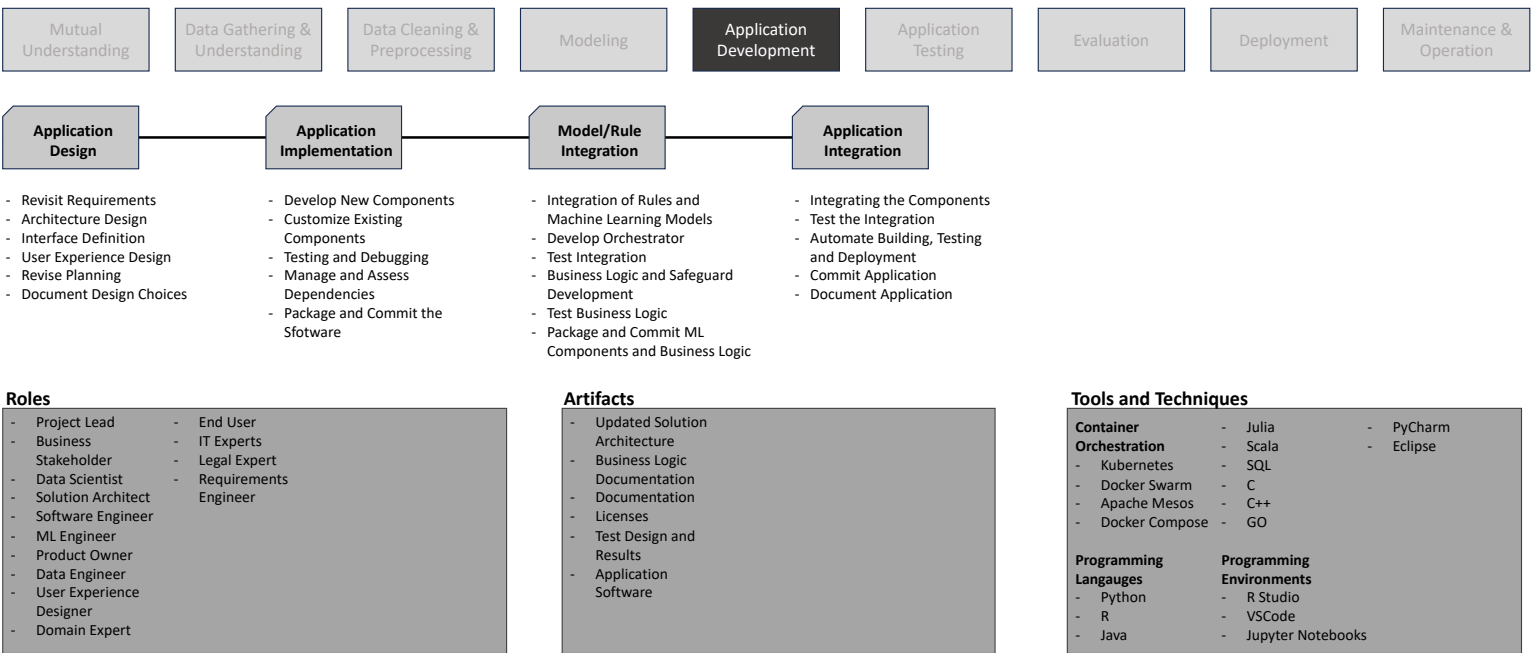 Mutual
Understanding
Data Gathering &
Understanding
Data Cleaning &
Preprocessing
Modeling
Application
Development
Application
Testing
Evaluation
Deployment
Maintenance &
Operation
Application
Design
Application
Implementation
Model/Rule
Integration
Application
Integration
- Revisit Requirements
- Architecture Design
- Interface Definition
- User Experience Design
- Revise Planning
- Document Design Choices
- Develop New Components
- Customize Existing
Components
- Testing and Debugging
- Manage and Assess
Dependencies
- Package and Commit the
Sfotware
- Integration of Rules and
Machine Learning Models
- Develop Orchestrator
- Test Integration
- Business Logic and Safeguard
Development
- Test Business Logic
- Package and Commit ML
Components and Business Logic
- Integrating the Components
- Test the Integration
- Automate Building, Testing
and Deployment
- Commit Application
- Document Application
Roles
- Project Lead
- Business
Stakeholder
- Data Scientist
- Solution Architect
- Software Engineer
- ML Engineer
- Product Owner
- Data Engineer
- User Experience
Designer
- Domain Expert
- End User
- IT Experts
- Legal Expert
- Requirements
Engineer
Artifacts
- Updated Solution
Architecture
- Business Logic
Documentation
- Documentation
- Licenses
- Test Design and
Results
- Application
Software
Tools and Techniques
Container
Orchestration
- Kubernetes
- Docker Swarm
- Apache Mesos
- Docker Compose
Programming
Langauges
- Python
- R
- Java
- Julia
- Scala
- SQL
- C
- C++
- GO
Programming
Environments
- R Studio
- VSCode
- Jupyter Notebooks
- PyCharm
- Eclipse